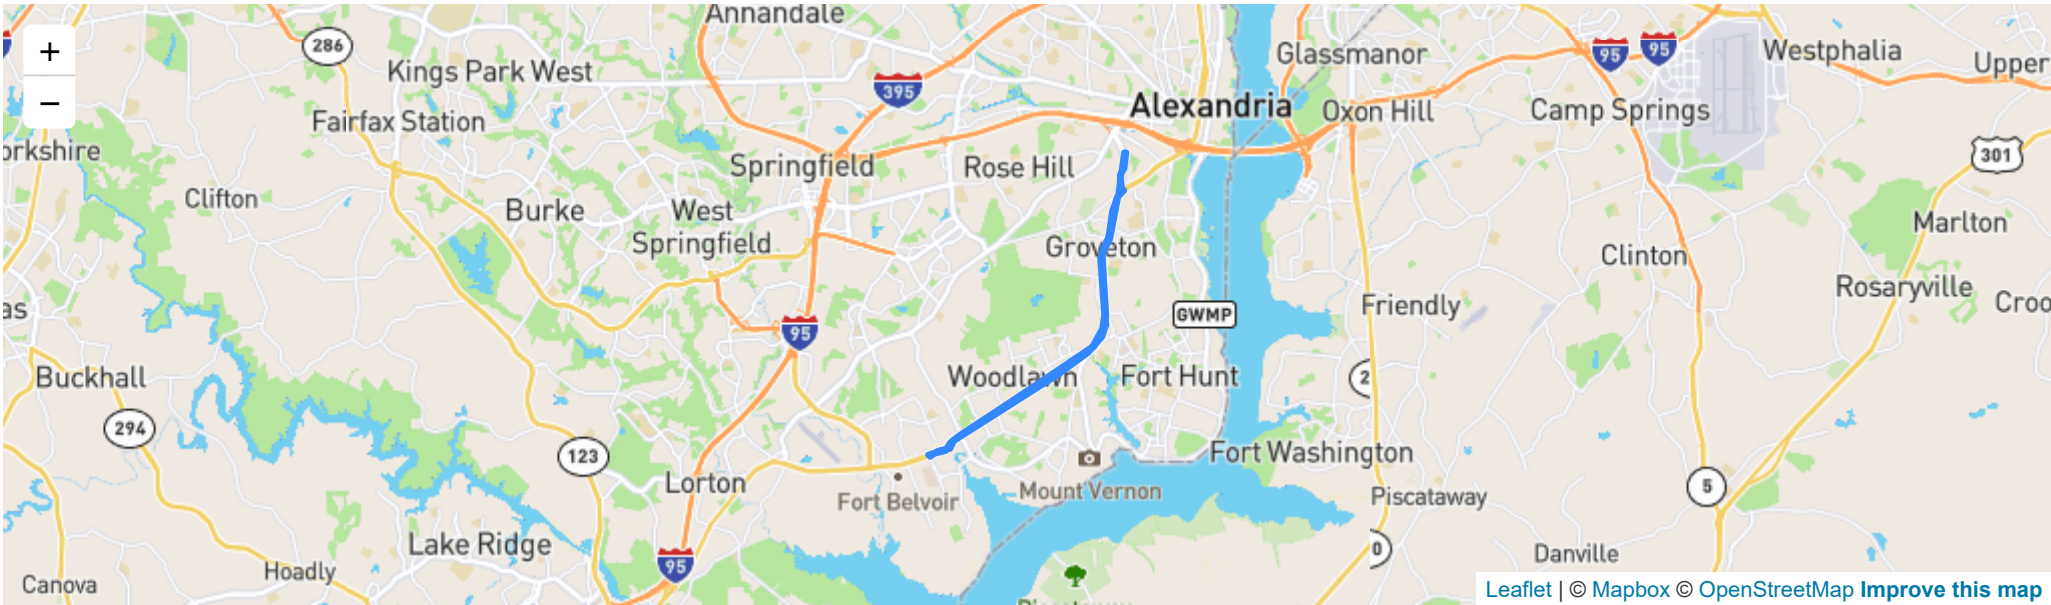 Annandale
+
286
Kings Park West
395
Glassmanor
95
95
Westphalia
Upper
−
Fairfax Station
Alexandria
Oxon Hill
Camp Springs
orkshire
Springfield
Rose Hill
301
Clifton
Burke
West
Springfield
Groveton
Marlton
Clinton
as
95
GWMP
Friendly
Rosaryville
Croo
Buckhall
Woodlawn
Fort Hunt
2
294
123
Fort Washington
Lorton
Fort Belvoir
Mount Vernon
Piscataway
5
Lake Ridge
0
Danville
Canova
Hoadly
95
Leaflet | © Mapbox © OpenStreetMap Improve this map